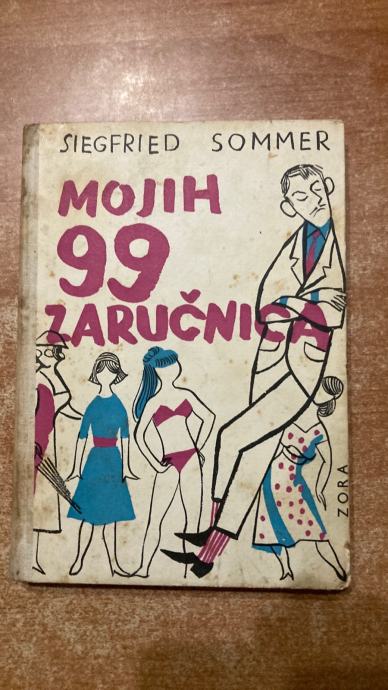 SIEGFRIED SOMMER
MOJIH
99
ZARUČNICA
ZORA